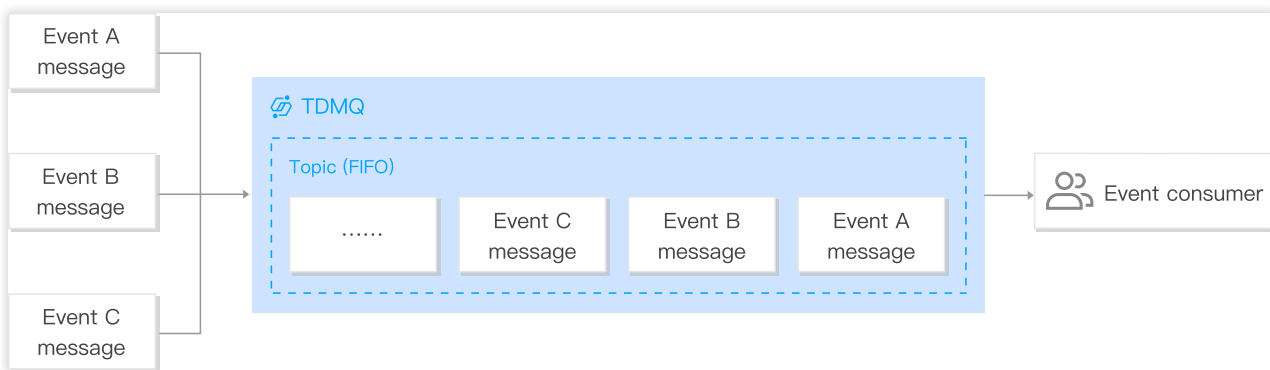 Event A
message
Event B
message
Event C
message
TDMQ
Topic (FIFO)
……
Event C
message
Event B
message
Event A
message
Event consumer